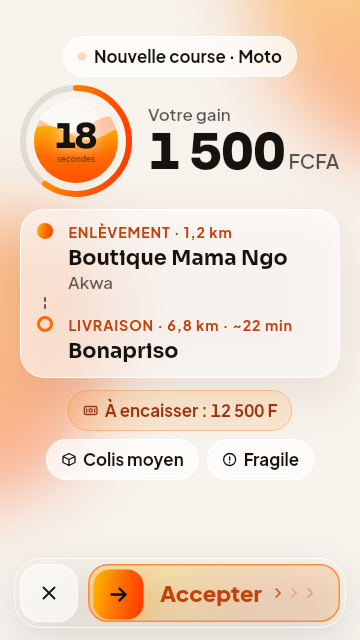 Nouvelle course · Moto
18
secondes
Votre gain
1 500 FCFA
ENLÈVEMENT · 1,2 km
Boutique Mama Ngo
Akwa
LIVRAISON · 6,8 km · ~22 min
Bonapriso
À encaisser : 12 500 F
Colis moyen
Fragile
Accepter